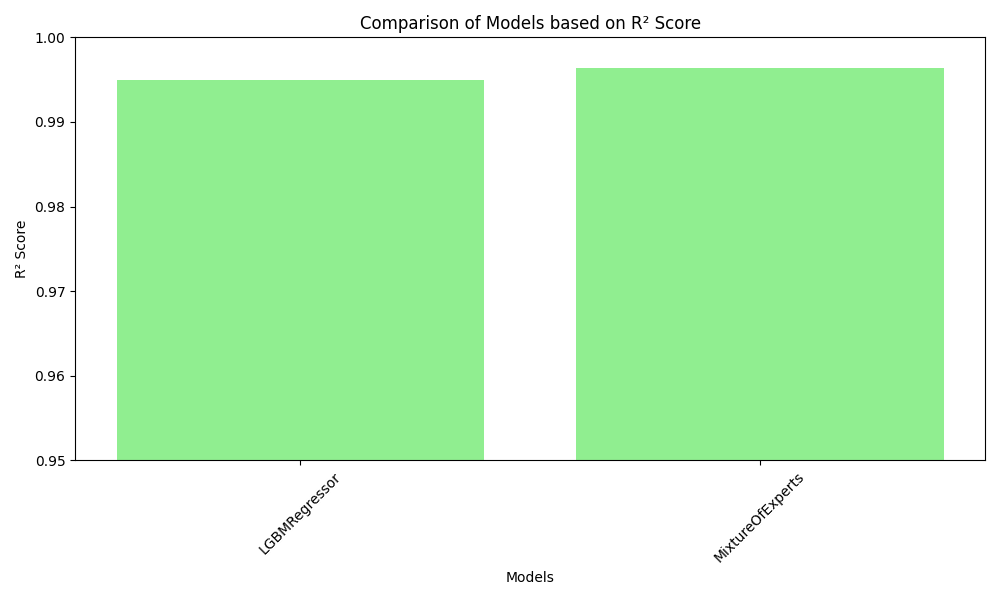 Comparison of Models based on R² Score
1.00
0.99
0.98
0.97
0.96
0.95
R² Score
LGBMRegressor
MixtureOfExperts
Models